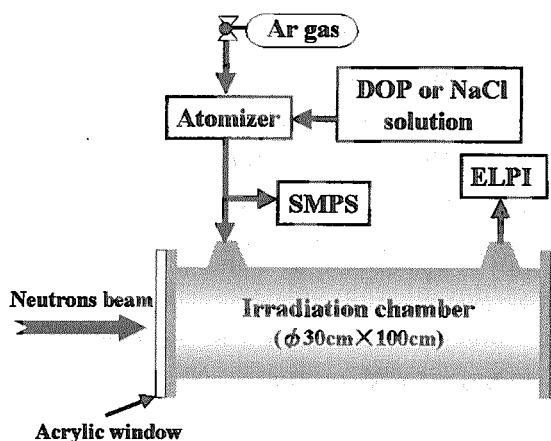 Ar gas
Atomizer
DOP or NaCl
solution
SMPS
ELPI
Neutrons beam
Irradiation chamber
(ϕ30cm×100cm)
Acrylic window